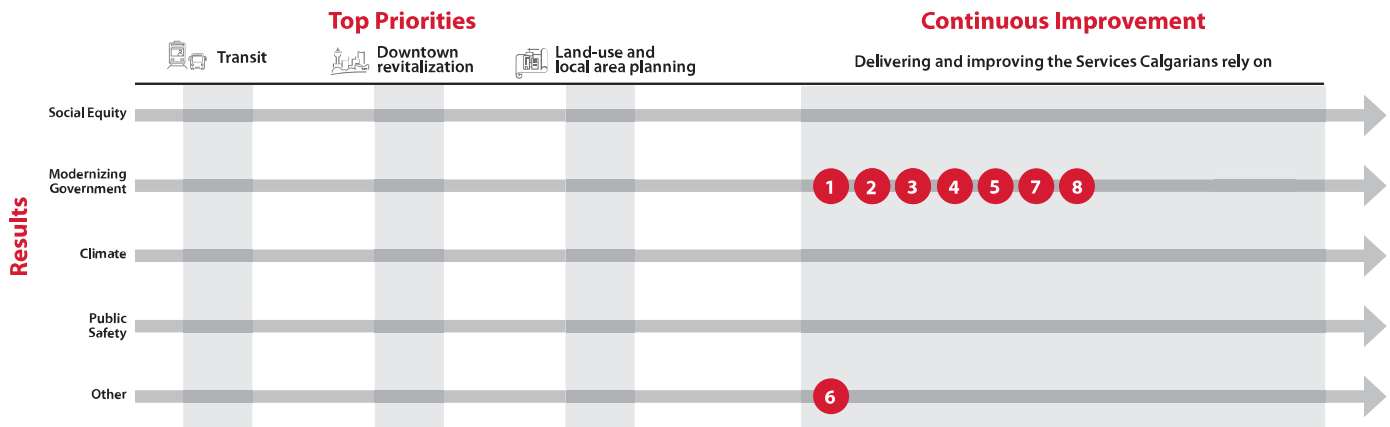 Top Priorities
Continuous Improvement
Transit
Downtown
revitalization
Land-use and
local area planning
Delivering and improving the Services Calgarians rely on
Results
Social Equity
Modernizing
Government
1 2 3 4 5 7 8
Climate
Public
Safety
Other
6